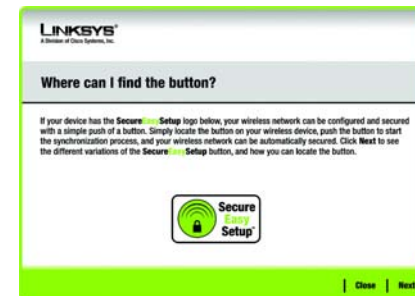 LINKSYS®
A Division of Cisco Systems, Inc.
Where can I find the button?
If your device has the SecureEasySetup logo below, your wireless network can be configured and secured
with a simple push of a button. Simply locate the button on your wireless device, push the button to start
the synchronization process, and your wireless network can be automatically secured. Click Next to see
the different variations of the SecureEasySetup button, and how you can locate the button.
Secure
Easy
Setup™
Close | Next